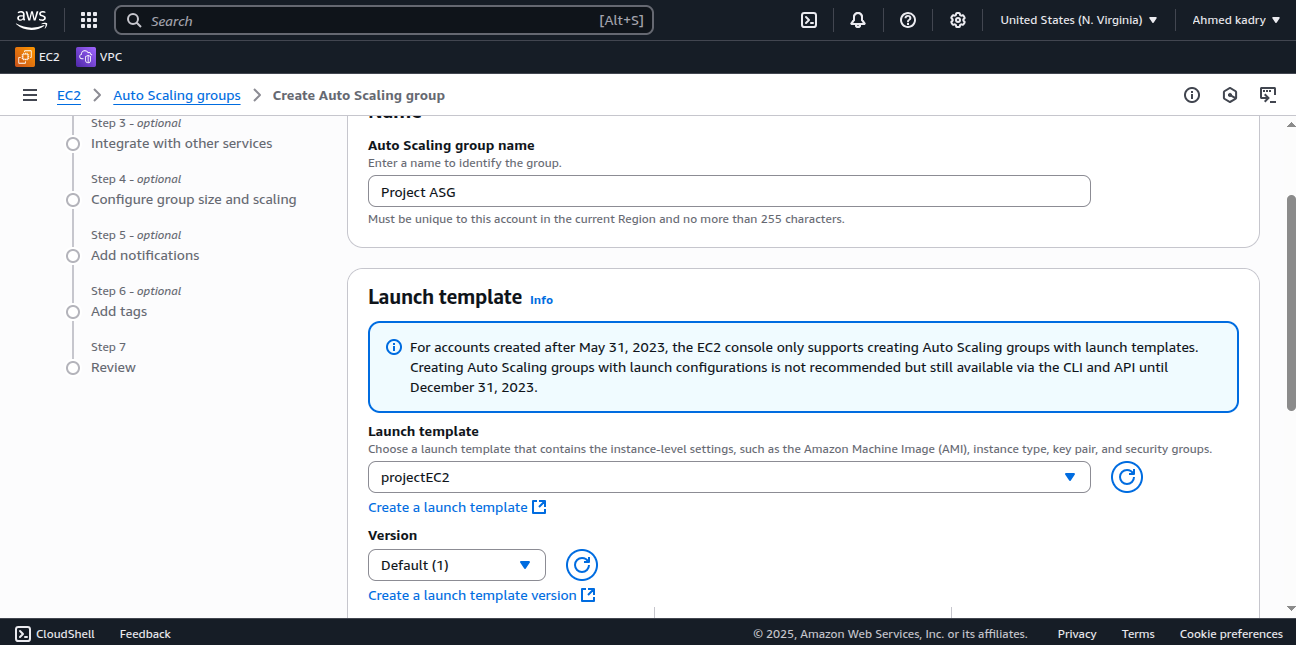 aws
Search
[Alt+S]
United States (N. Virginia)
Ahmed kadry
EC2
VPC
EC2
Auto Scaling groups
Create Auto Scaling group
Step 3 - optional
Integrate with other services
Step 4 - optional
Configure group size and scaling
Step 5 - optional
Add notifications
Step 6 - optional
Add tags
Step 7
Review
Name
Auto Scaling group name
Enter a name to identify the group.
Project ASG
Must be unique to this account in the current Region and no more than 255 characters.
Launch template Info
For accounts created after May 31, 2023, the EC2 console only supports creating Auto Scaling groups with launch templates.
Creating Auto Scaling groups with launch configurations is not recommended but still available via the CLI and API until
December 31, 2023.
Launch template
Choose a launch template that contains the instance-level settings, such as the Amazon Machine Image (AMI), instance type, key pair, and security groups.
projectEC2
Create a launch template
Version
Default (1)
Create a launch template version
CloudShell
Feedback
© 2025, Amazon Web Services, Inc. or its affiliates.
Privacy
Terms
Cookie preferences